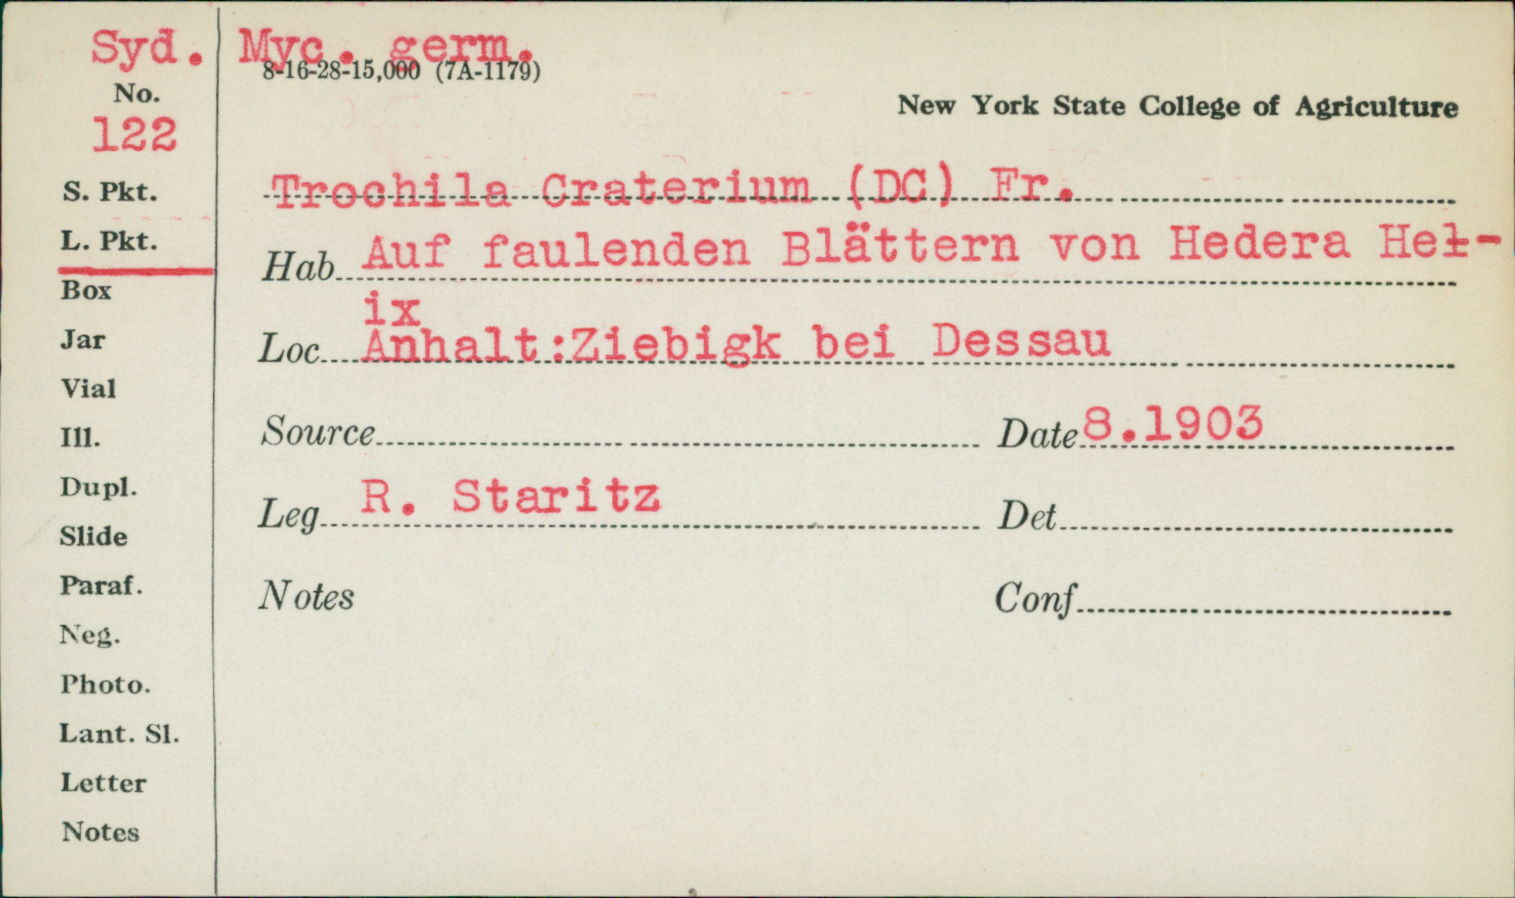 Syd. Myc. germ.
8-16-28-15,000 (7A-1179)
No.
122
New York State College of Agriculture
S. Pkt.
Trochila Craterium (DC) Fr.
L. Pkt.
Hab. Auf faulenden Blättern von Hedera Hel-
ix
Box
Jar
Loc. Anhalt:Ziebigk bei Dessau
Vial
Ill.
Source
Date 8.1903
Dupl.
Leg. R. Staritz
Det.
Slide
Paraf.
Notes
Conf.
Neg.
Photo.
Lant. Sl.
Letter
Notes